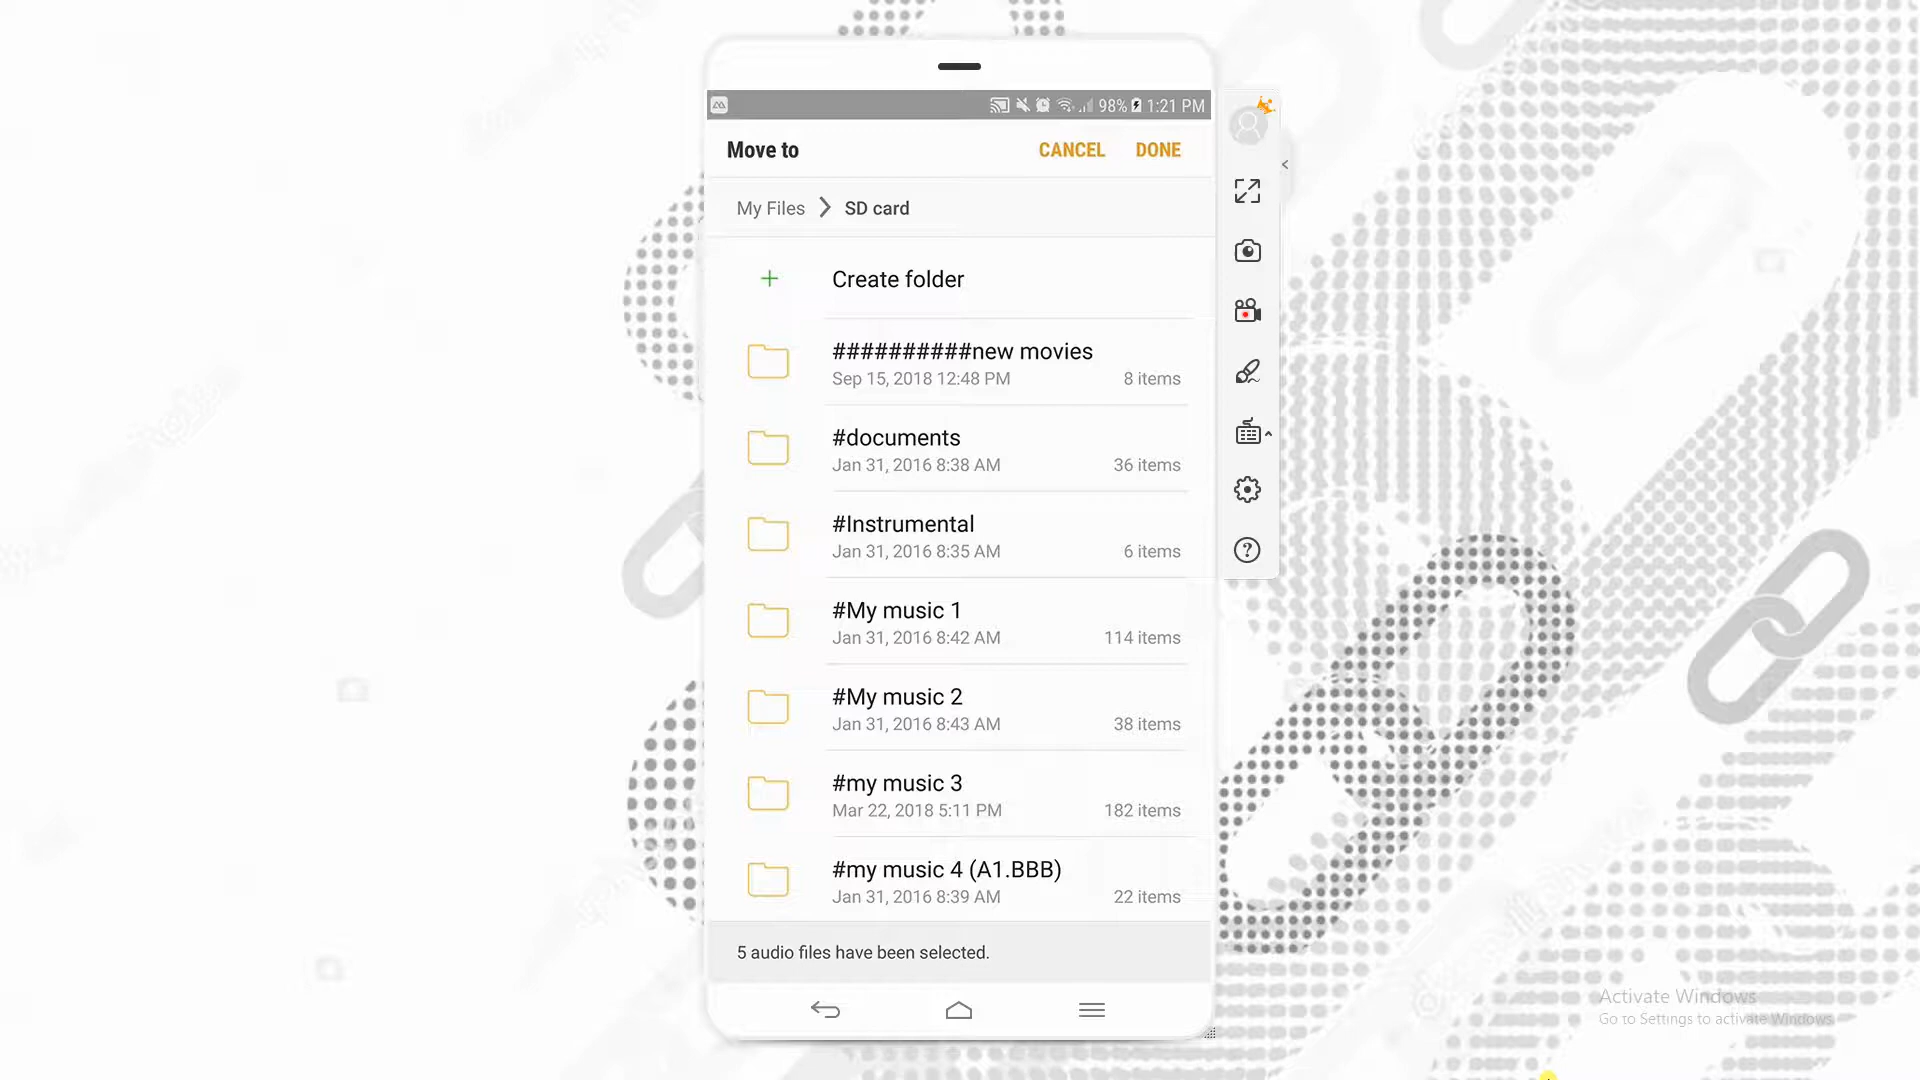 98% 1:21 PM
Move to CANCEL DONE
My Files SD card
Create folder
##########new movies
Sep 15, 2018 12:48 PM 8 items
#documents
Jan 31, 2016 8:38 AM 36 items
#Instrumental
Jan 31, 2016 8:35 AM 6 items
#My music 1
Jan 31, 2016 8:42 AM 114 items
#My music 2
Jan 31, 2016 8:43 AM 38 items
#my music 3
Mar 22, 2018 5:11 PM 182 items
#my music 4 (A1.BBB)
Jan 31, 2016 8:39 AM 22 items
5 audio files have been selected.
Activate Windows
Go to Settings to activate Windows.